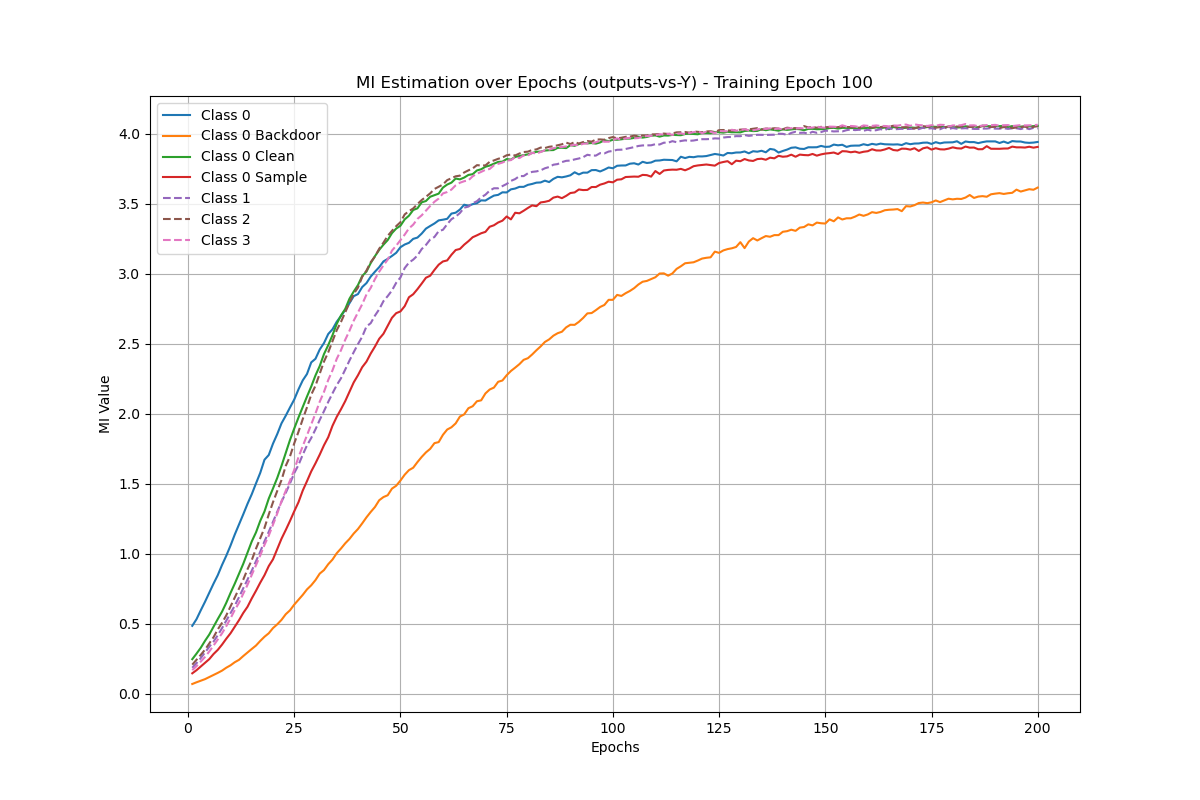 MI Estimation over Epochs (outputs-vs-Y) - Training Epoch 100
Class 0
Class 0 Backdoor
Class 0 Clean
Class 0 Sample
Class 1
Class 2
Class 3
4.0
3.5
3.0
2.5
2.0
1.5
1.0
0.5
0.0
MI Value
0 25 50 75 100 125 150 175 200
Epochs